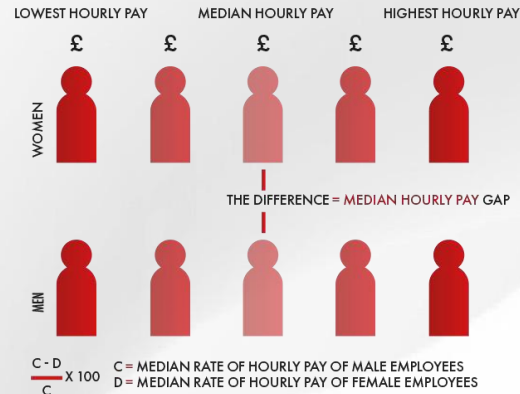 LOWEST HOURLY PAY MEDIAN HOURLY PAY HIGHEST HOURLY PAY
£ £ £ £ £
WOMEN
THE DIFFERENCE = MEDIAN HOURLY PAY GAP
MEN
C - D
X 100
C
C = MEDIAN RATE OF HOURLY PAY OF MALE EMPLOYEES
D = MEDIAN RATE OF HOURLY PAY OF FEMALE EMPLOYEES